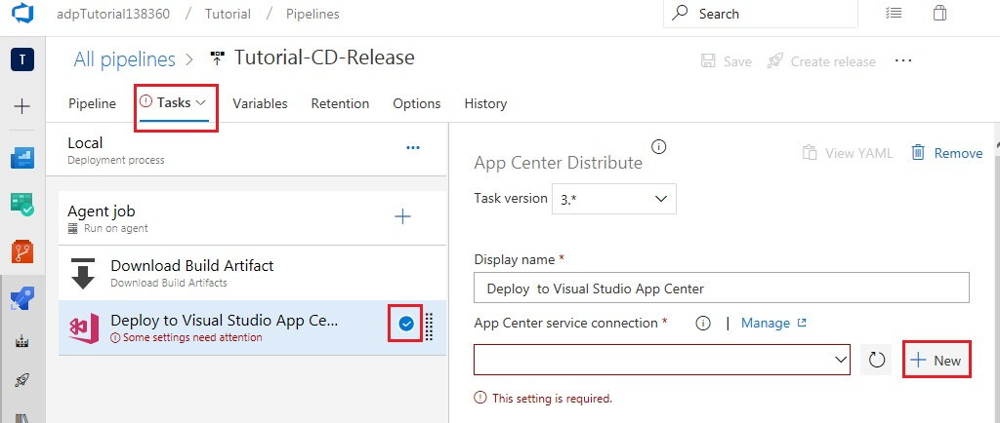 adpTutorial138360 / Tutorial / Pipelines
Search
T
All pipelines > Tutorial-CD-Release
Save
Create release
Pipeline
Tasks
Variables
Retention
Options
History
Local
Deployment process
Agent job
Run on agent
Download Build Artifact
Download Build Artifacts
Deploy to Visual Studio App Ce...
Some settings need attention
App Center Distribute
View YAML
Remove
Task version
3.*
Display name *
Deploy to Visual Studio App Center
App Center service connection *
| Manage
New
This setting is required.